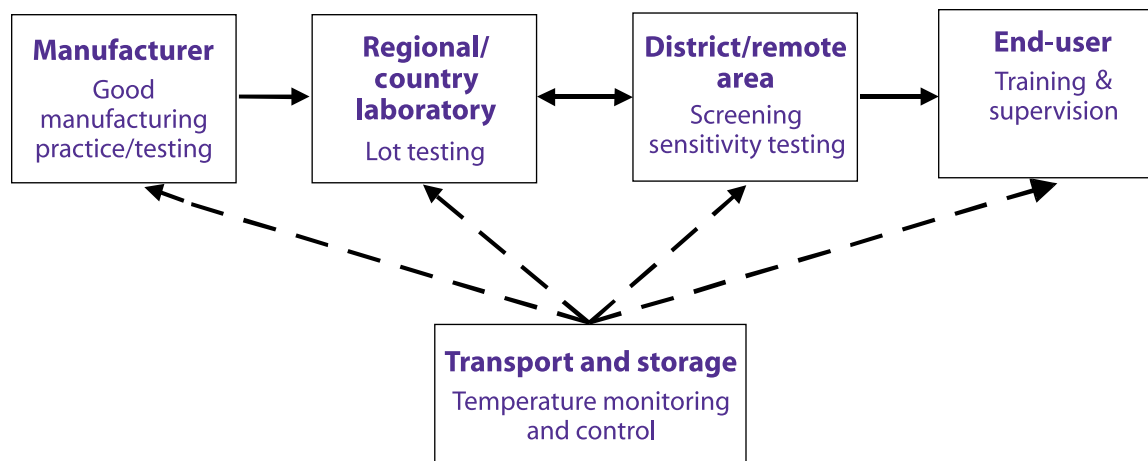 Manufacturer
Good
manufacturing
practice/testing
Regional/
country
laboratory
Lot testing
District/remote
area
Screening
sensitivity testing
End-user
Training &
supervision
Transport and storage
Temperature monitoring
and control